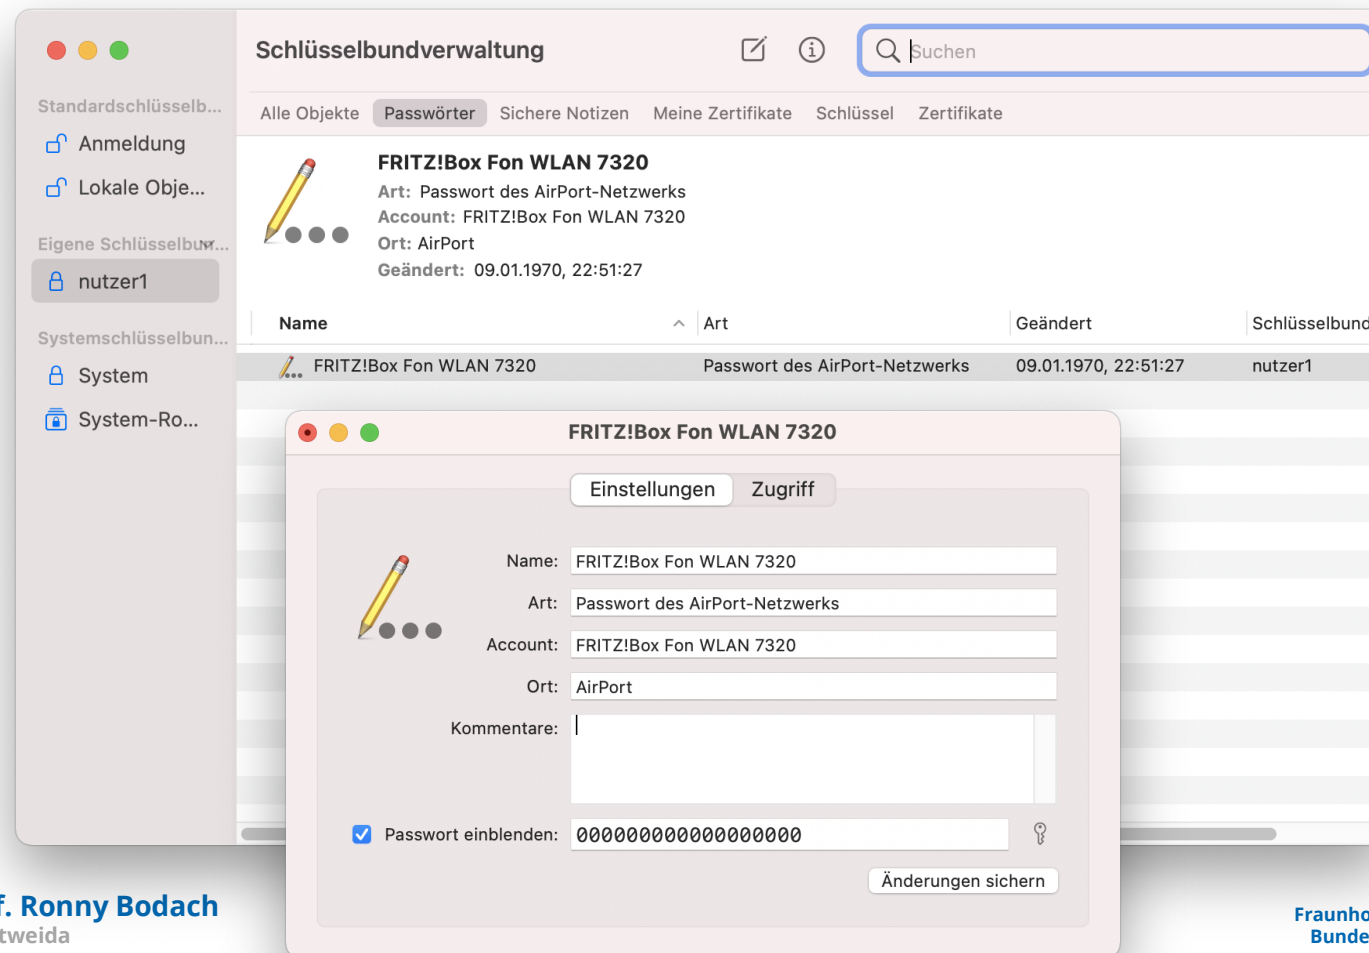 Schlüsselbundverwaltung
Suchen
Standardschlüsselb...
Anmeldung
Lokale Obje...
Eigene Schlüsselbun...
nutzer1
Systemschlüsselbun...
System
System-Ro...
Alle Objekte Passwörter Sichere Notizen Meine Zertifikate Schlüssel Zertifikate
FRITZ!Box Fon WLAN 7320
Art: Passwort des AirPort-Netzwerks
Account: FRITZ!Box Fon WLAN 7320
Ort: AirPort
Geändert: 09.01.1970, 22:51:27
Name Art Geändert Schlüsselbund
FRITZ!Box Fon WLAN 7320 Passwort des AirPort-Netzwerks 09.01.1970, 22:51:27 nutzer1
FRITZ!Box Fon WLAN 7320
Einstellungen Zugriff
Name: FRITZ!Box Fon WLAN 7320
Art: Passwort des AirPort-Netzwerks
Account: FRITZ!Box Fon WLAN 7320
Ort: AirPort
Kommentare:
Passwort einblenden: 000000000000000000
Änderungen sichern
f. Ronny Bodach
tweida
Fraunho
Bunde